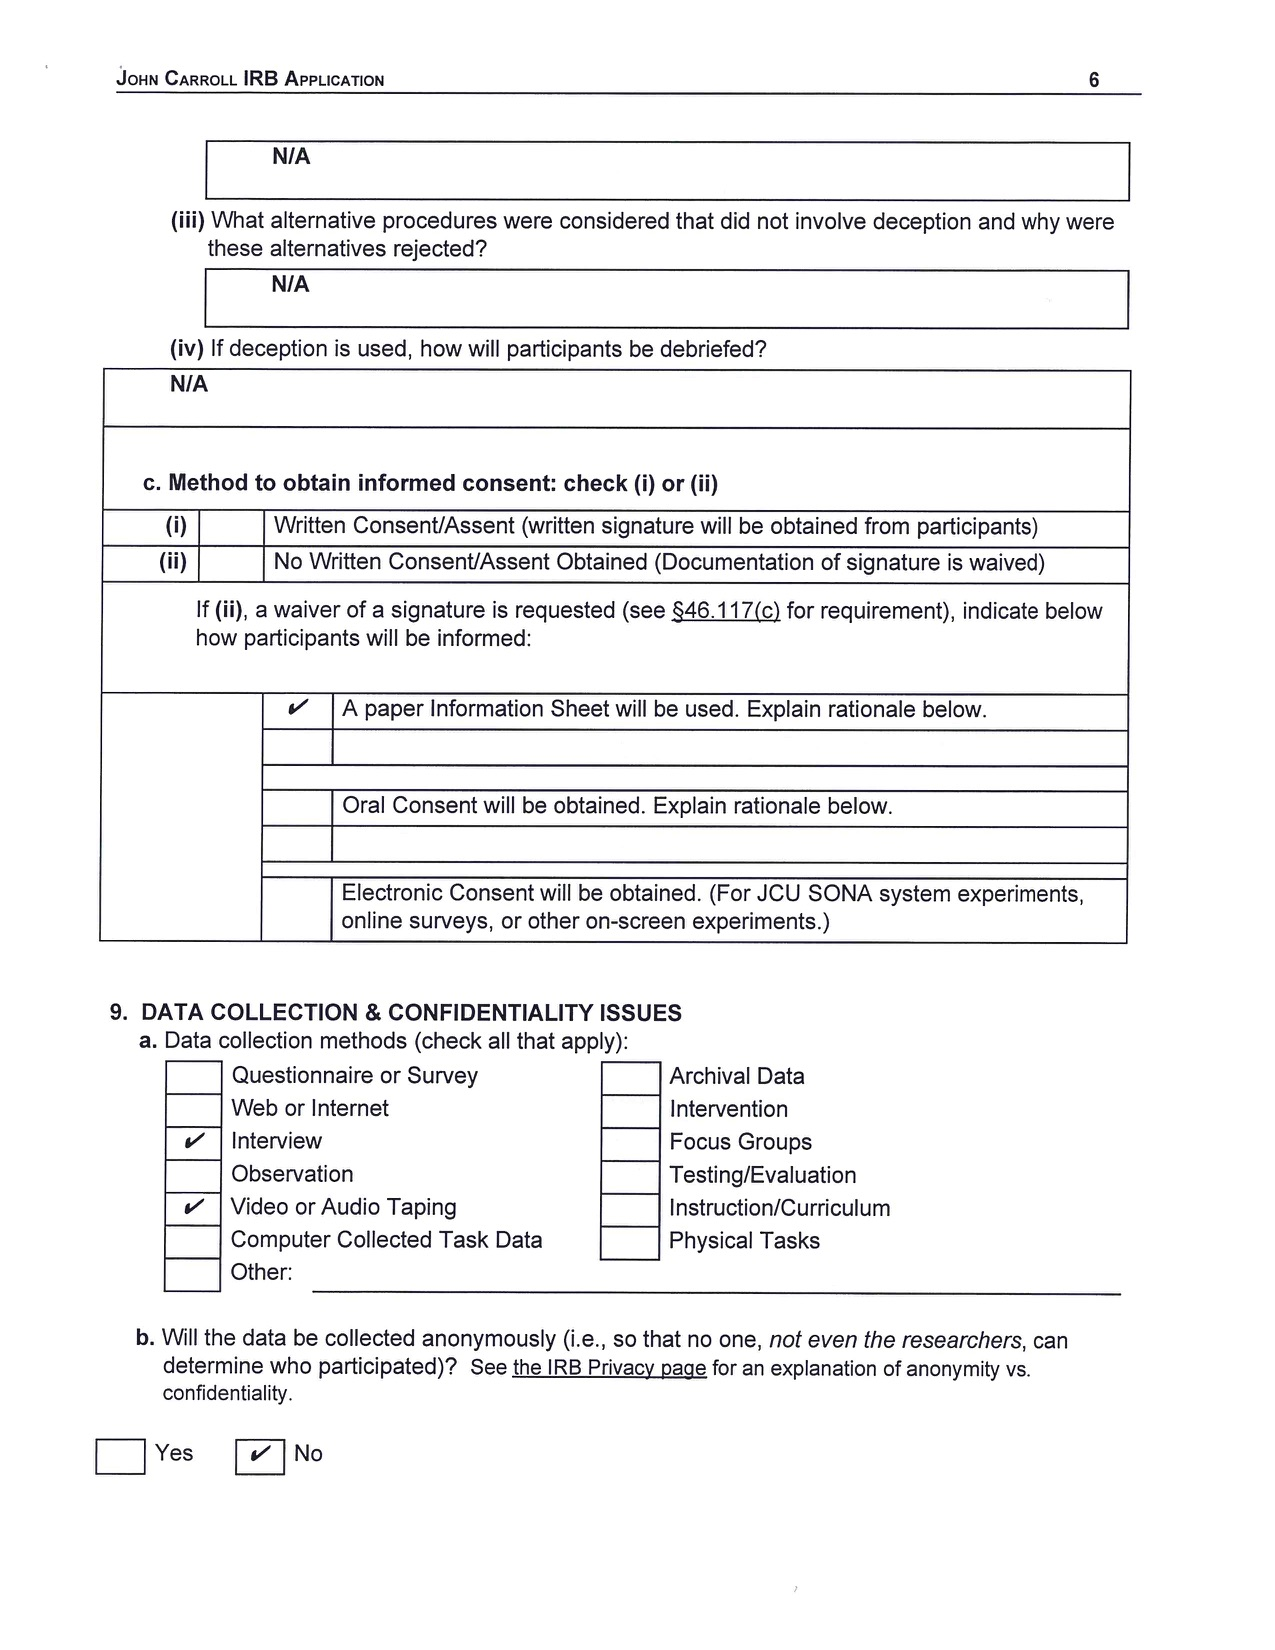 JOHN CARROLL IRB APPLICATION 6
N/A
(iii) What alternative procedures were considered that did not involve deception and why were
these alternatives rejected?
N/A
(iv) If deception is used, how will participants be debriefed?
N/A
c. Method to obtain informed consent: check (i) or (ii)
(i) Written Consent/Assent (written signature will be obtained from participants)
(ii) No Written Consent/Assent Obtained (Documentation of signature is waived)
If (ii), a waiver of a signature is requested (see §46.117(c) for requirement), indicate below
how participants will be informed:
✔ A paper Information Sheet will be used. Explain rationale below.
Oral Consent will be obtained. Explain rationale below.
Electronic Consent will be obtained. (For JCU SONA system experiments,
online surveys, or other on-screen experiments.)
9. DATA COLLECTION & CONFIDENTIALITY ISSUES
a. Data collection methods (check all that apply):
Questionnaire or Survey Archival Data
Web or Internet Intervention
✔ Interview Focus Groups
Observation Testing/Evaluation
✔ Video or Audio Taping Instruction/Curriculum
Computer Collected Task Data Physical Tasks
Other:
b. Will the data be collected anonymously (i.e., so that no one, not even the researchers, can
determine who participated)? See the IRB Privacy page for an explanation of anonymity vs.
confidentiality.
Yes ✔ No